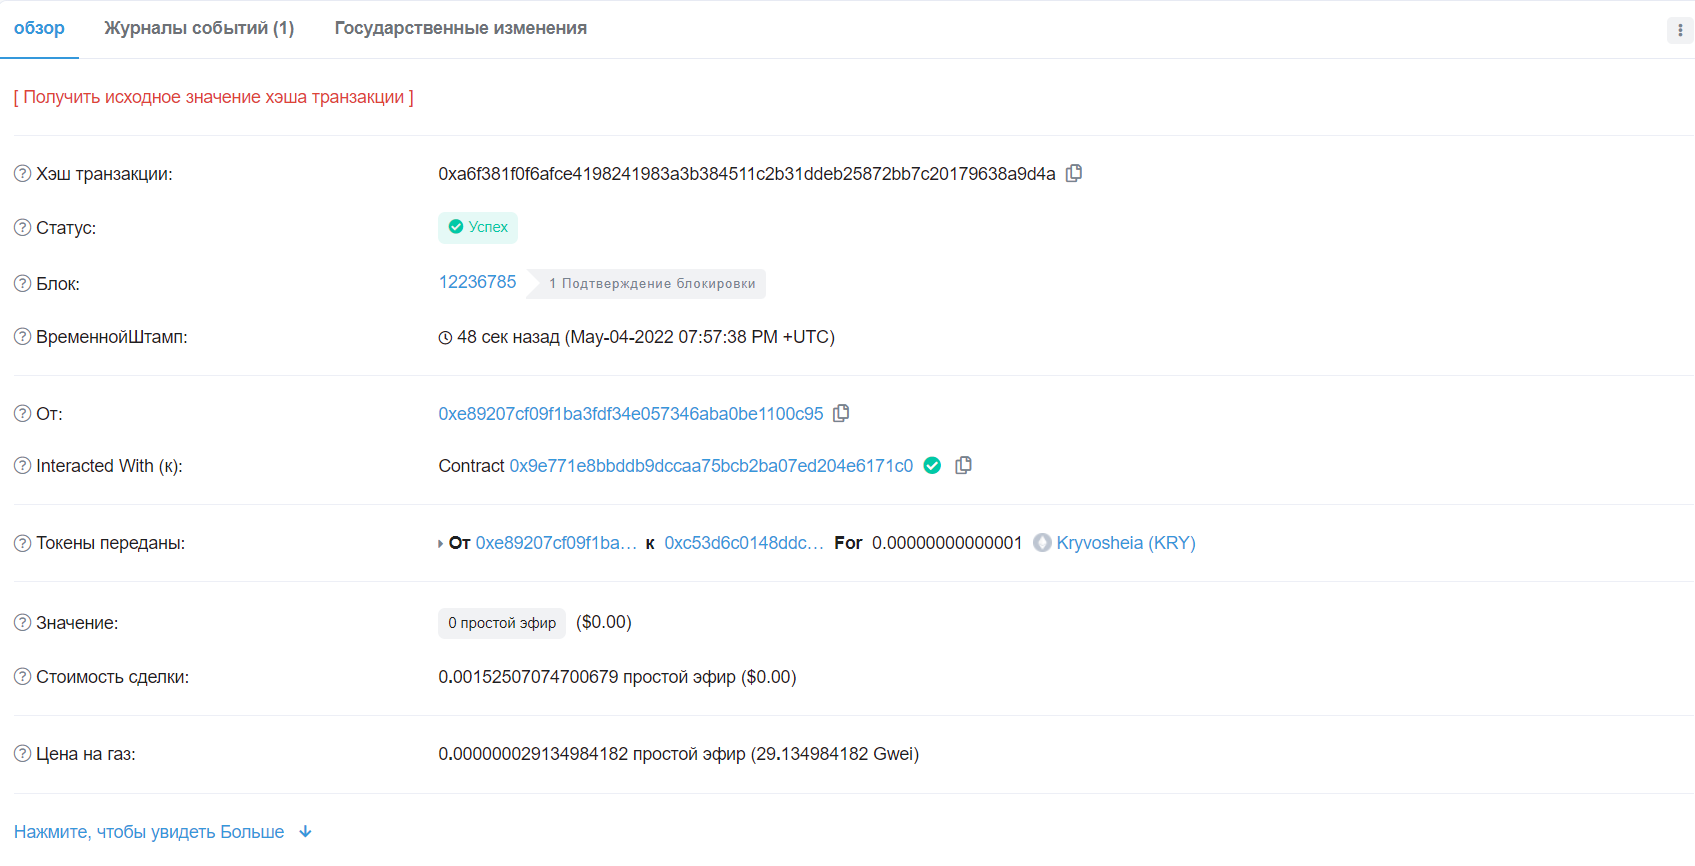 обзор Журналы событий (1) Государственные изменения
[ Получить исходное значение хэша транзакции ]
Хэш транзакции: 0xa6f381f0f6afce4198241983a3b384511c2b31ddeb25872bb7c20179638a9d4a
Статус: Успех
Блок: 12236785 1 Подтверждение блокировки
ВременнойШтамп: 48 сек назад (May-04-2022 07:57:38 PM +UTC)
От: 0xe89207cf09f1ba3fdf34e057346aba0be1100c95
Interacted With (к): Contract 0x9e771e8bbddb9dccaa75bcb2ba07ed204e6171c0
Токены переданы: От 0xe89207cf09f1ba... к 0xc53d6c0148ddc... For 0.00000000000001 Kryvosheia (KRY)
Значение: 0 простой эфир ($0.00)
Стоимость сделки: 0.00152507074700679 простой эфир ($0.00)
Цена на газ: 0.000000029134984182 простой эфир (29.134984182 Gwei)
Нажмите, чтобы увидеть Больше